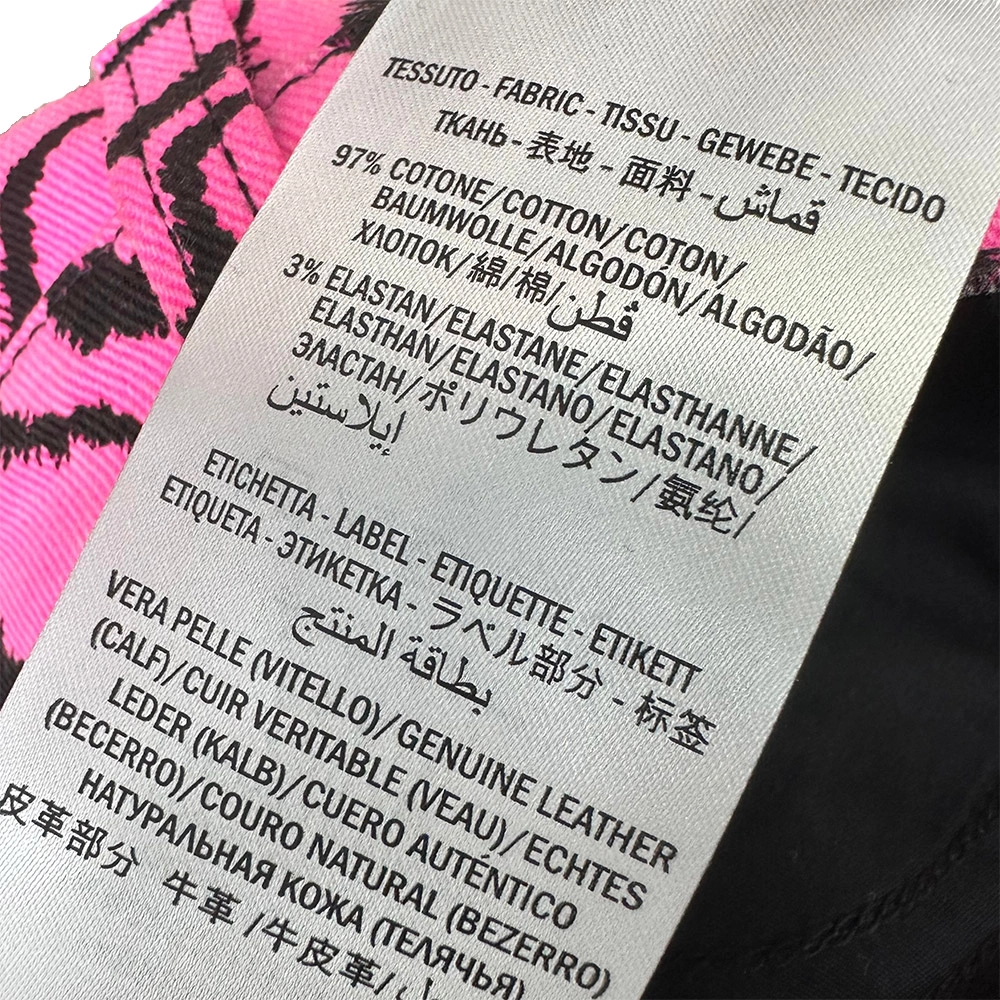 TESSUTO - FABRIC - TISSU - GEWEBE - TECIDO
ТКАНЬ - 表地 - 面料 - قماش
97% COTONE/COTTON/COTON/
BAUMWOLLE/ALGODÓN/ALGODÃO/
ХЛОПОК/綿/棉/قطن
3% ELASTAN/ELASTANE/ELASTHANNE/
ELASTHAN/ELASTANO/ELASTANO/
ЭЛАСТАН/ポリウレタン/氨纶/
إيلاستين
ETICHETTA - LABEL - ETIQUETTE - ETIKETT
ETIQUETA - ЭТИКЕТКА - ラベル部分 - 标签
بطاقة المنتج
VERA PELLE (VITELLO)/GENUINE LEATHER
(CALF)/CUIR VERITABLE (VEAU)/ECHTES
LEDER (KALB)/CUERO AUTÉNTICO
(BECERRO)/COURO NATURAL (BEZERRO)
НАТУРАЛЬНАЯ КОЖА (ТЕЛЯЧЬЯ)
皮革部分 牛革 /牛皮革/